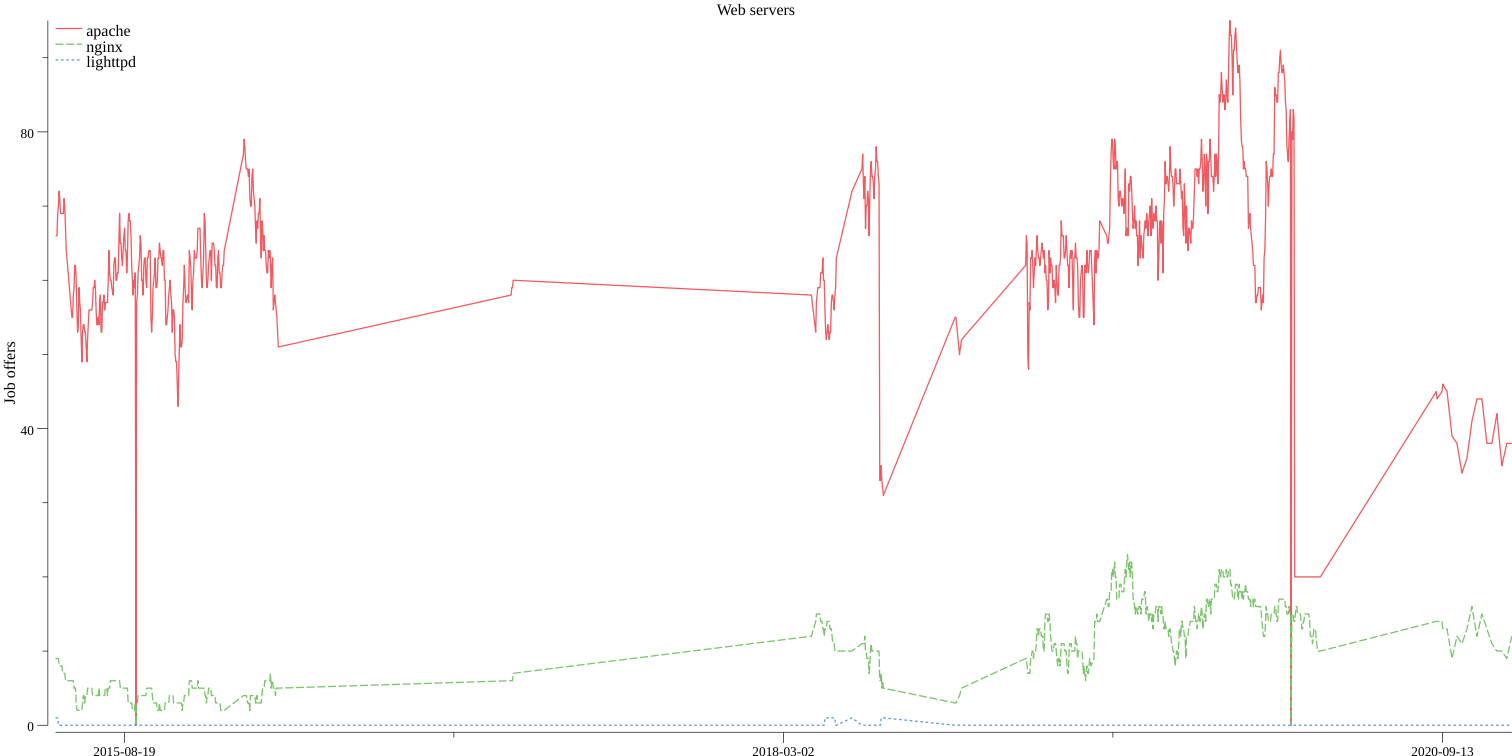 Web servers
apache
nginx
lighttpd
80
Job offers
40
0
2015-08-19
2018-03-02
2020-09-13